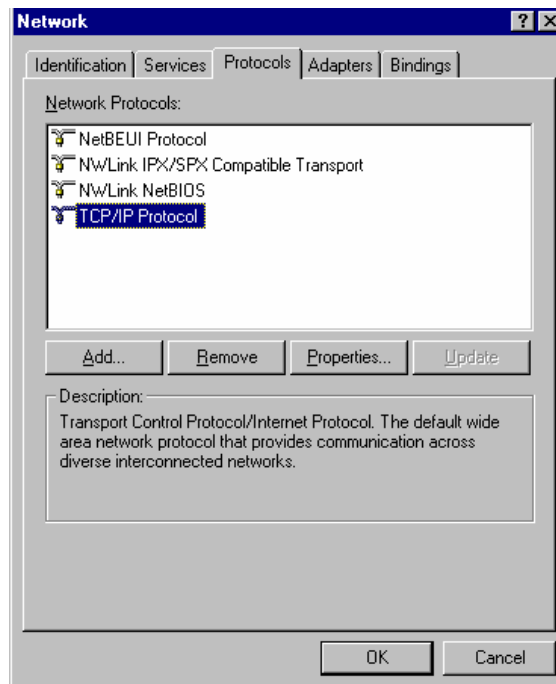 Network
Identification Services Protocols Adapters Bindings
Network Protocols:
NetBEUI Protocol
NWLink IPX/SPX Compatible Transport
NWLink NetBIOS
TCP/IP Protocol
Add... Remove Properties... Update
Description:
Transport Control Protocol/Internet Protocol. The default wide
area network protocol that provides communication across
diverse interconnected networks.
OK Cancel